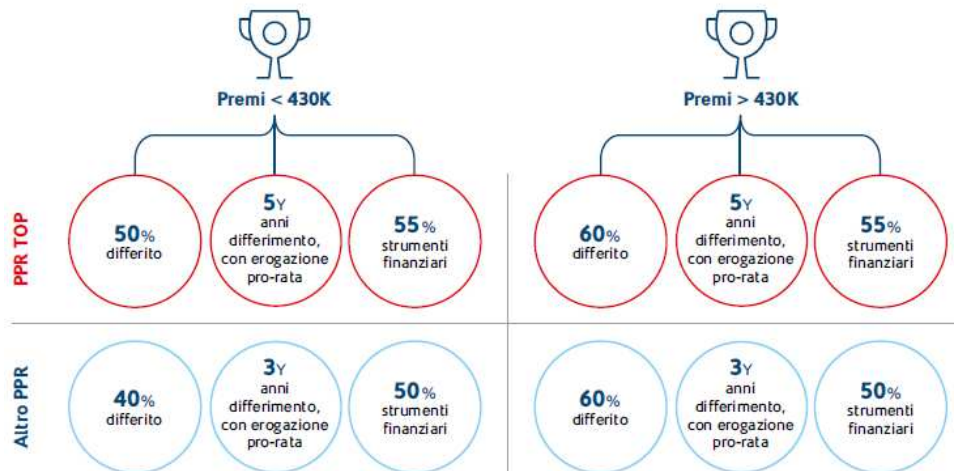 Premi < 430K
Premi > 430K
PPR TOP
50%
differito
5Y
anni
differimento,
con erogazione
pro-rata
55%
strumenti
finanziari
60%
differito
5Y
anni
differimento,
con erogazione
pro-rata
55%
strumenti
finanziari
Altro PPR
40%
differito
3Y
anni
differimento,
con erogazione
pro-rata
50%
strumenti
finanziari
60%
differito
3Y
anni
differimento,
con erogazione
pro-rata
50%
strumenti
finanziari